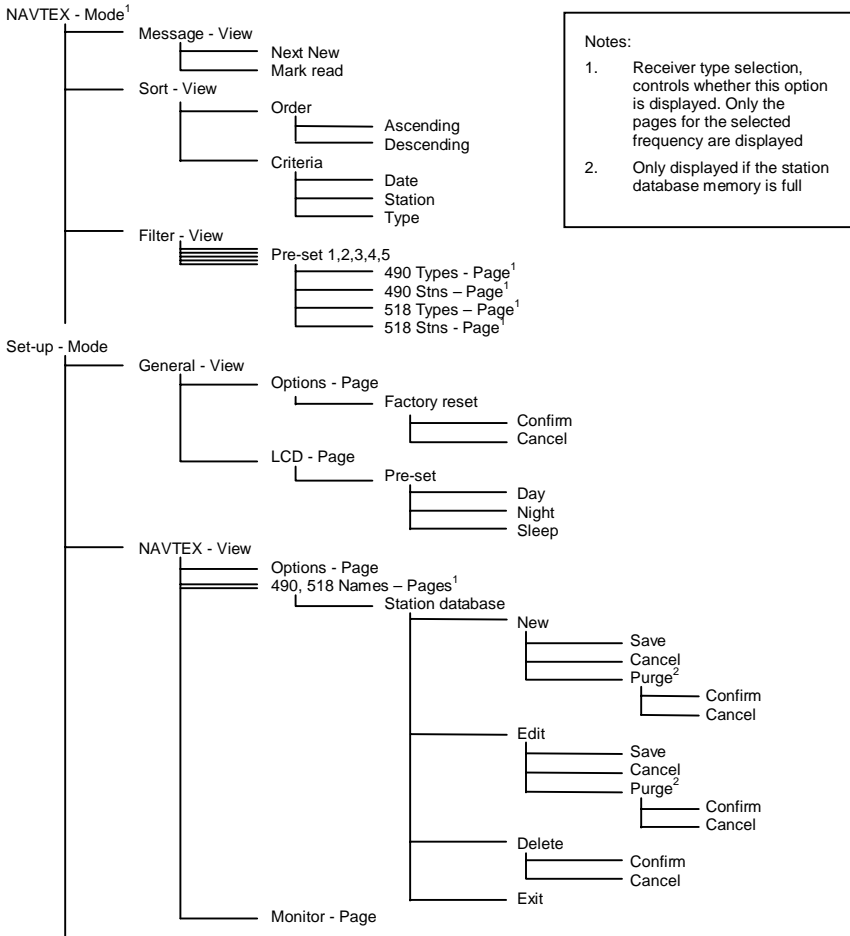 NAVTEX - Mode¹
Message - View
Next New
Mark read
Sort - View
Order
Ascending
Descending
Criteria
Date
Station
Type
Filter - View
Pre-set 1,2,3,4,5
490 Types - Page¹
490 Stns – Page¹
518 Types – Page¹
518 Stns - Page¹
Notes:
1. Receiver type selection,
controls whether this option
is displayed. Only the
pages for the selected
frequency are displayed
2. Only displayed if the station
database memory is full
Set-up - Mode
General - View
Options - Page
Factory reset
Confirm
Cancel
LCD - Page
Pre-set
Day
Night
Sleep
NAVTEX - View
Options - Page
490, 518 Names – Pages¹
Station database
New
Save
Cancel
Purge²
Confirm
Cancel
Edit
Save
Cancel
Purge²
Confirm
Cancel
Delete
Confirm
Cancel
Exit
Monitor - Page